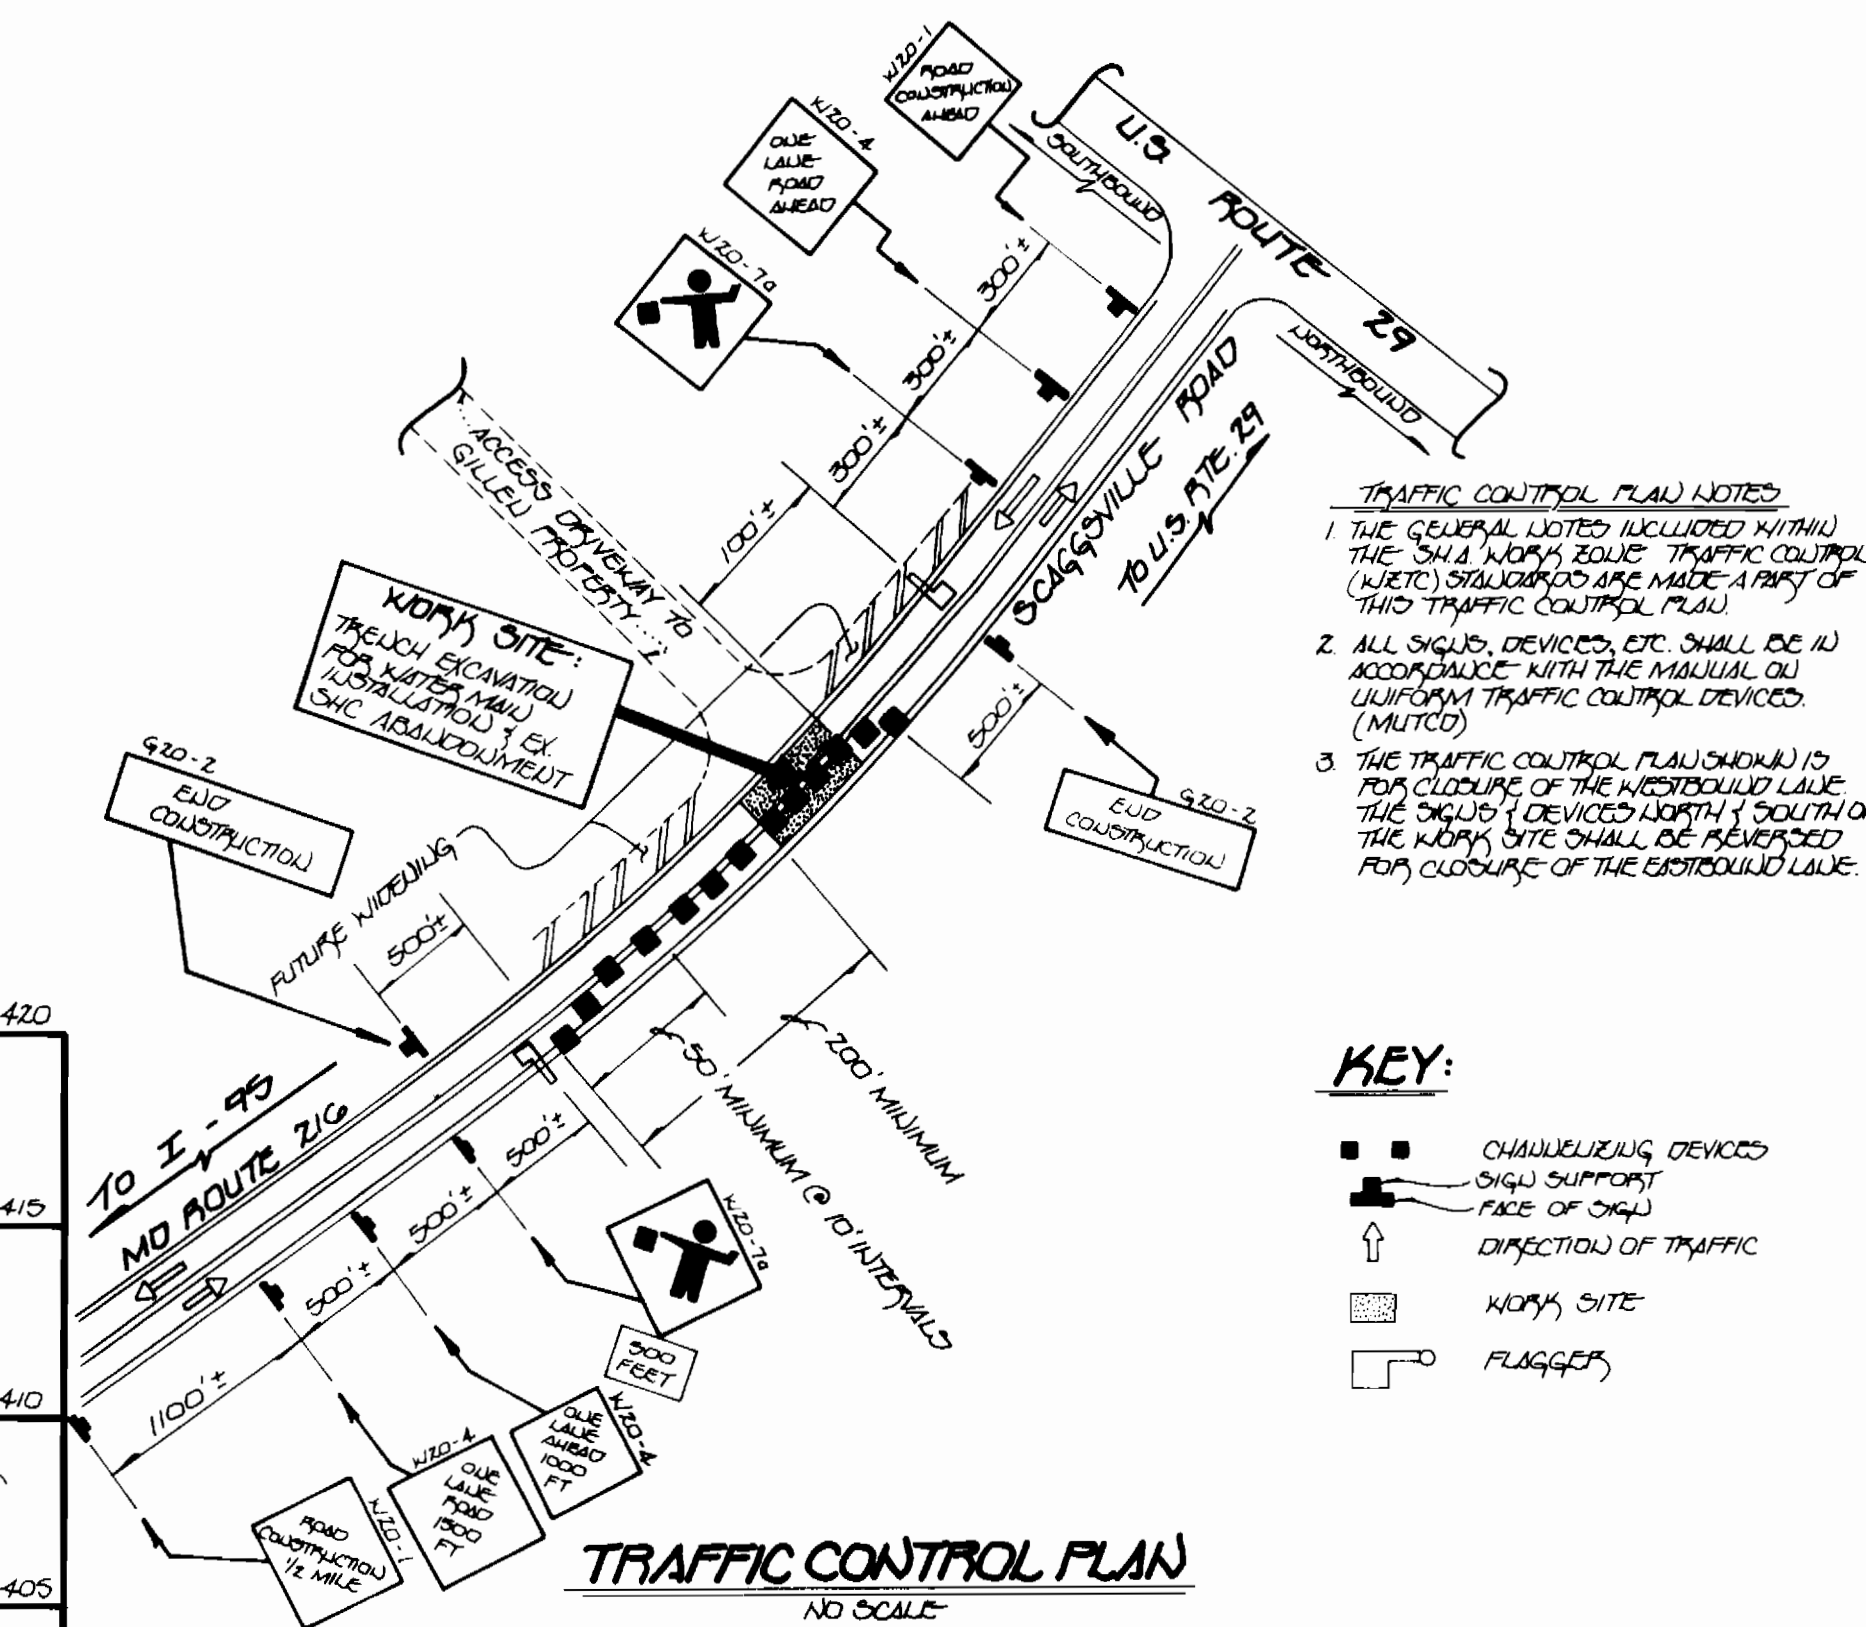 W20-1
ROAD
CONSTRUCTION
AHEAD
W20-4
ONE
LANE
ROAD
AHEAD
W20-7a
SOUTHBOUND
U.S. ROUTE 29
NORTHBOUND
300'±
300'±
300'±
100'±
SCAGGSVILLE ROAD
TO U.S. RTE. 29
ACCESS DRIVEWAY TO
GILLEN PROPERTY
WORK SITE:
TRENCH EXCAVATION
FOR WATER MAIN
INSTALLATION & EX.
SHC ABANDONMENT
500'±
G20-2
END
CONSTRUCTION
G20-2
END
CONSTRUCTION
FUTURE WIDENING
500'±
TRAFFIC CONTROL PLAN NOTES
1. THE GENERAL NOTES INCLUDED WITHIN
THE S.H.A. WORK ZONE TRAFFIC CONTROL
(WZTC) STANDARDS ARE MADE A PART OF
THIS TRAFFIC CONTROL PLAN.
2. ALL SIGNS, DEVICES, ETC. SHALL BE IN
ACCORDANCE WITH THE MANUAL ON
UNIFORM TRAFFIC CONTROL DEVICES.
(MUTCD)
3. THE TRAFFIC CONTROL PLAN SHOWN IS
FOR CLOSURE OF THE WESTBOUND LANE.
THE SIGNS & DEVICES NORTH & SOUTH OF
THE WORK SITE SHALL BE REVERSED
FOR CLOSURE OF THE EASTBOUND LANE.
420
415
410
405
TO I-95
MD ROUTE 216
50' MINIMUM @ 10' INTERVALS
200' MINIMUM
500'±
500'±
500'±
1100'±
W20-7a
500
FEET
W20-4
ONE
LANE
AHEAD
1000
FT
W20-4
ONE
LANE
ROAD
1500
FT
W20-1
ROAD
CONSTRUCTION
1/2 MILE
KEY:
CHANNELIZING DEVICES
SIGN SUPPORT
FACE OF SIGN
DIRECTION OF TRAFFIC
WORK SITE
FLAGGER
TRAFFIC CONTROL PLAN
NO SCALE